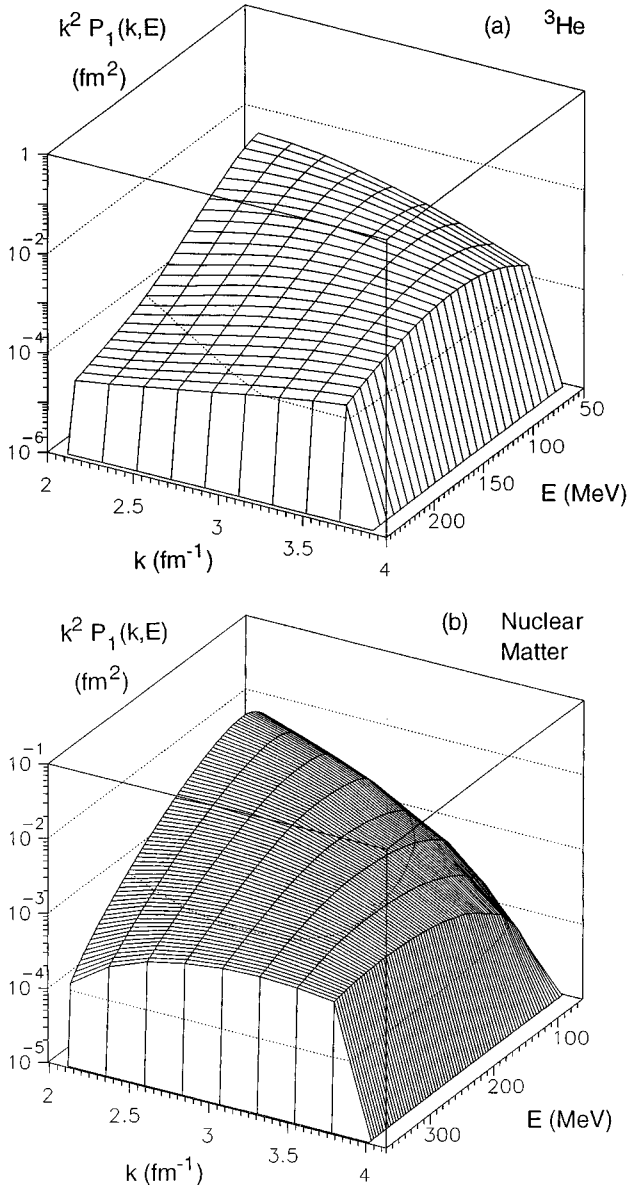 k² P₁(k,E)
(fm²)
(a) ³He
1
10⁻²
10⁻⁴
10⁻⁶
2
2.5
3
3.5
4
k (fm⁻¹)
50
100
150
200
E (MeV)
k² P₁(k,E)
(fm²)
(b) Nuclear
Matter
10⁻¹
10⁻²
10⁻³
10⁻⁴
10⁻⁵
2
2.5
3
3.5
4
k (fm⁻¹)
100
200
300
E (MeV)